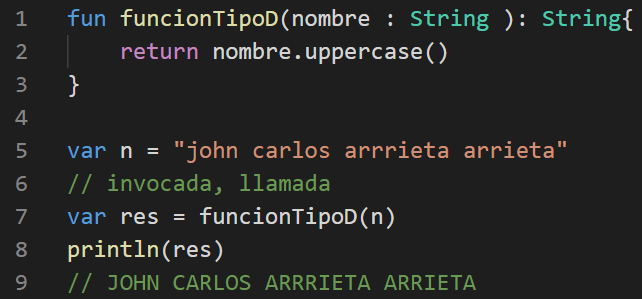 1 fun funcionTipoD(nombre : String ): String{
2     return nombre.uppercase()
3 }
4
5 var n = "john carlos arrrieta arrieta"
6 // invocada, llamada
7 var res = funcionTipoD(n)
8 println(res)
9 // JOHN CARLOS ARRRIETA ARRIETA